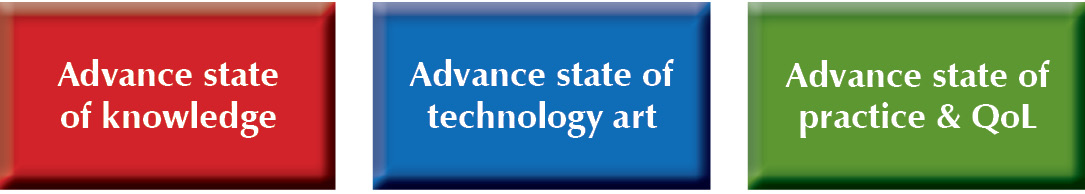 Advance state
of knowledge
Advance state of
technology art
Advance state of
practice & QoL